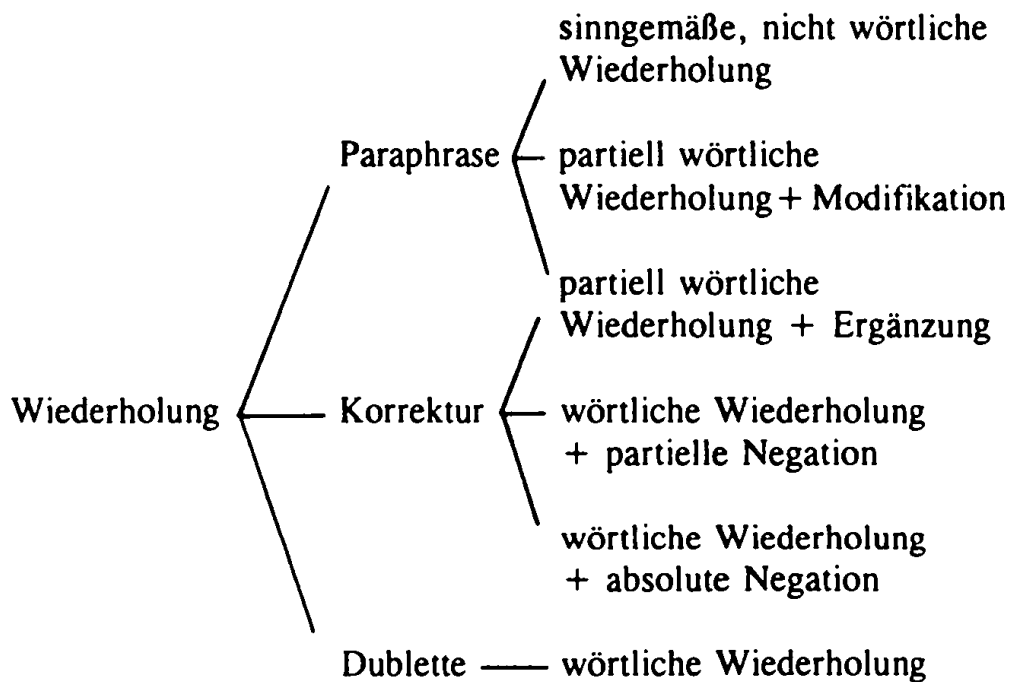 sinngemäße, nicht wörtliche
Wiederholung
Paraphrase
partiell wörtliche
Wiederholung + Modifikation
partiell wörtliche
Wiederholung + Ergänzung
Wiederholung
Korrektur
wörtliche Wiederholung
+ partielle Negation
wörtliche Wiederholung
+ absolute Negation
Dublette
wörtliche Wiederholung